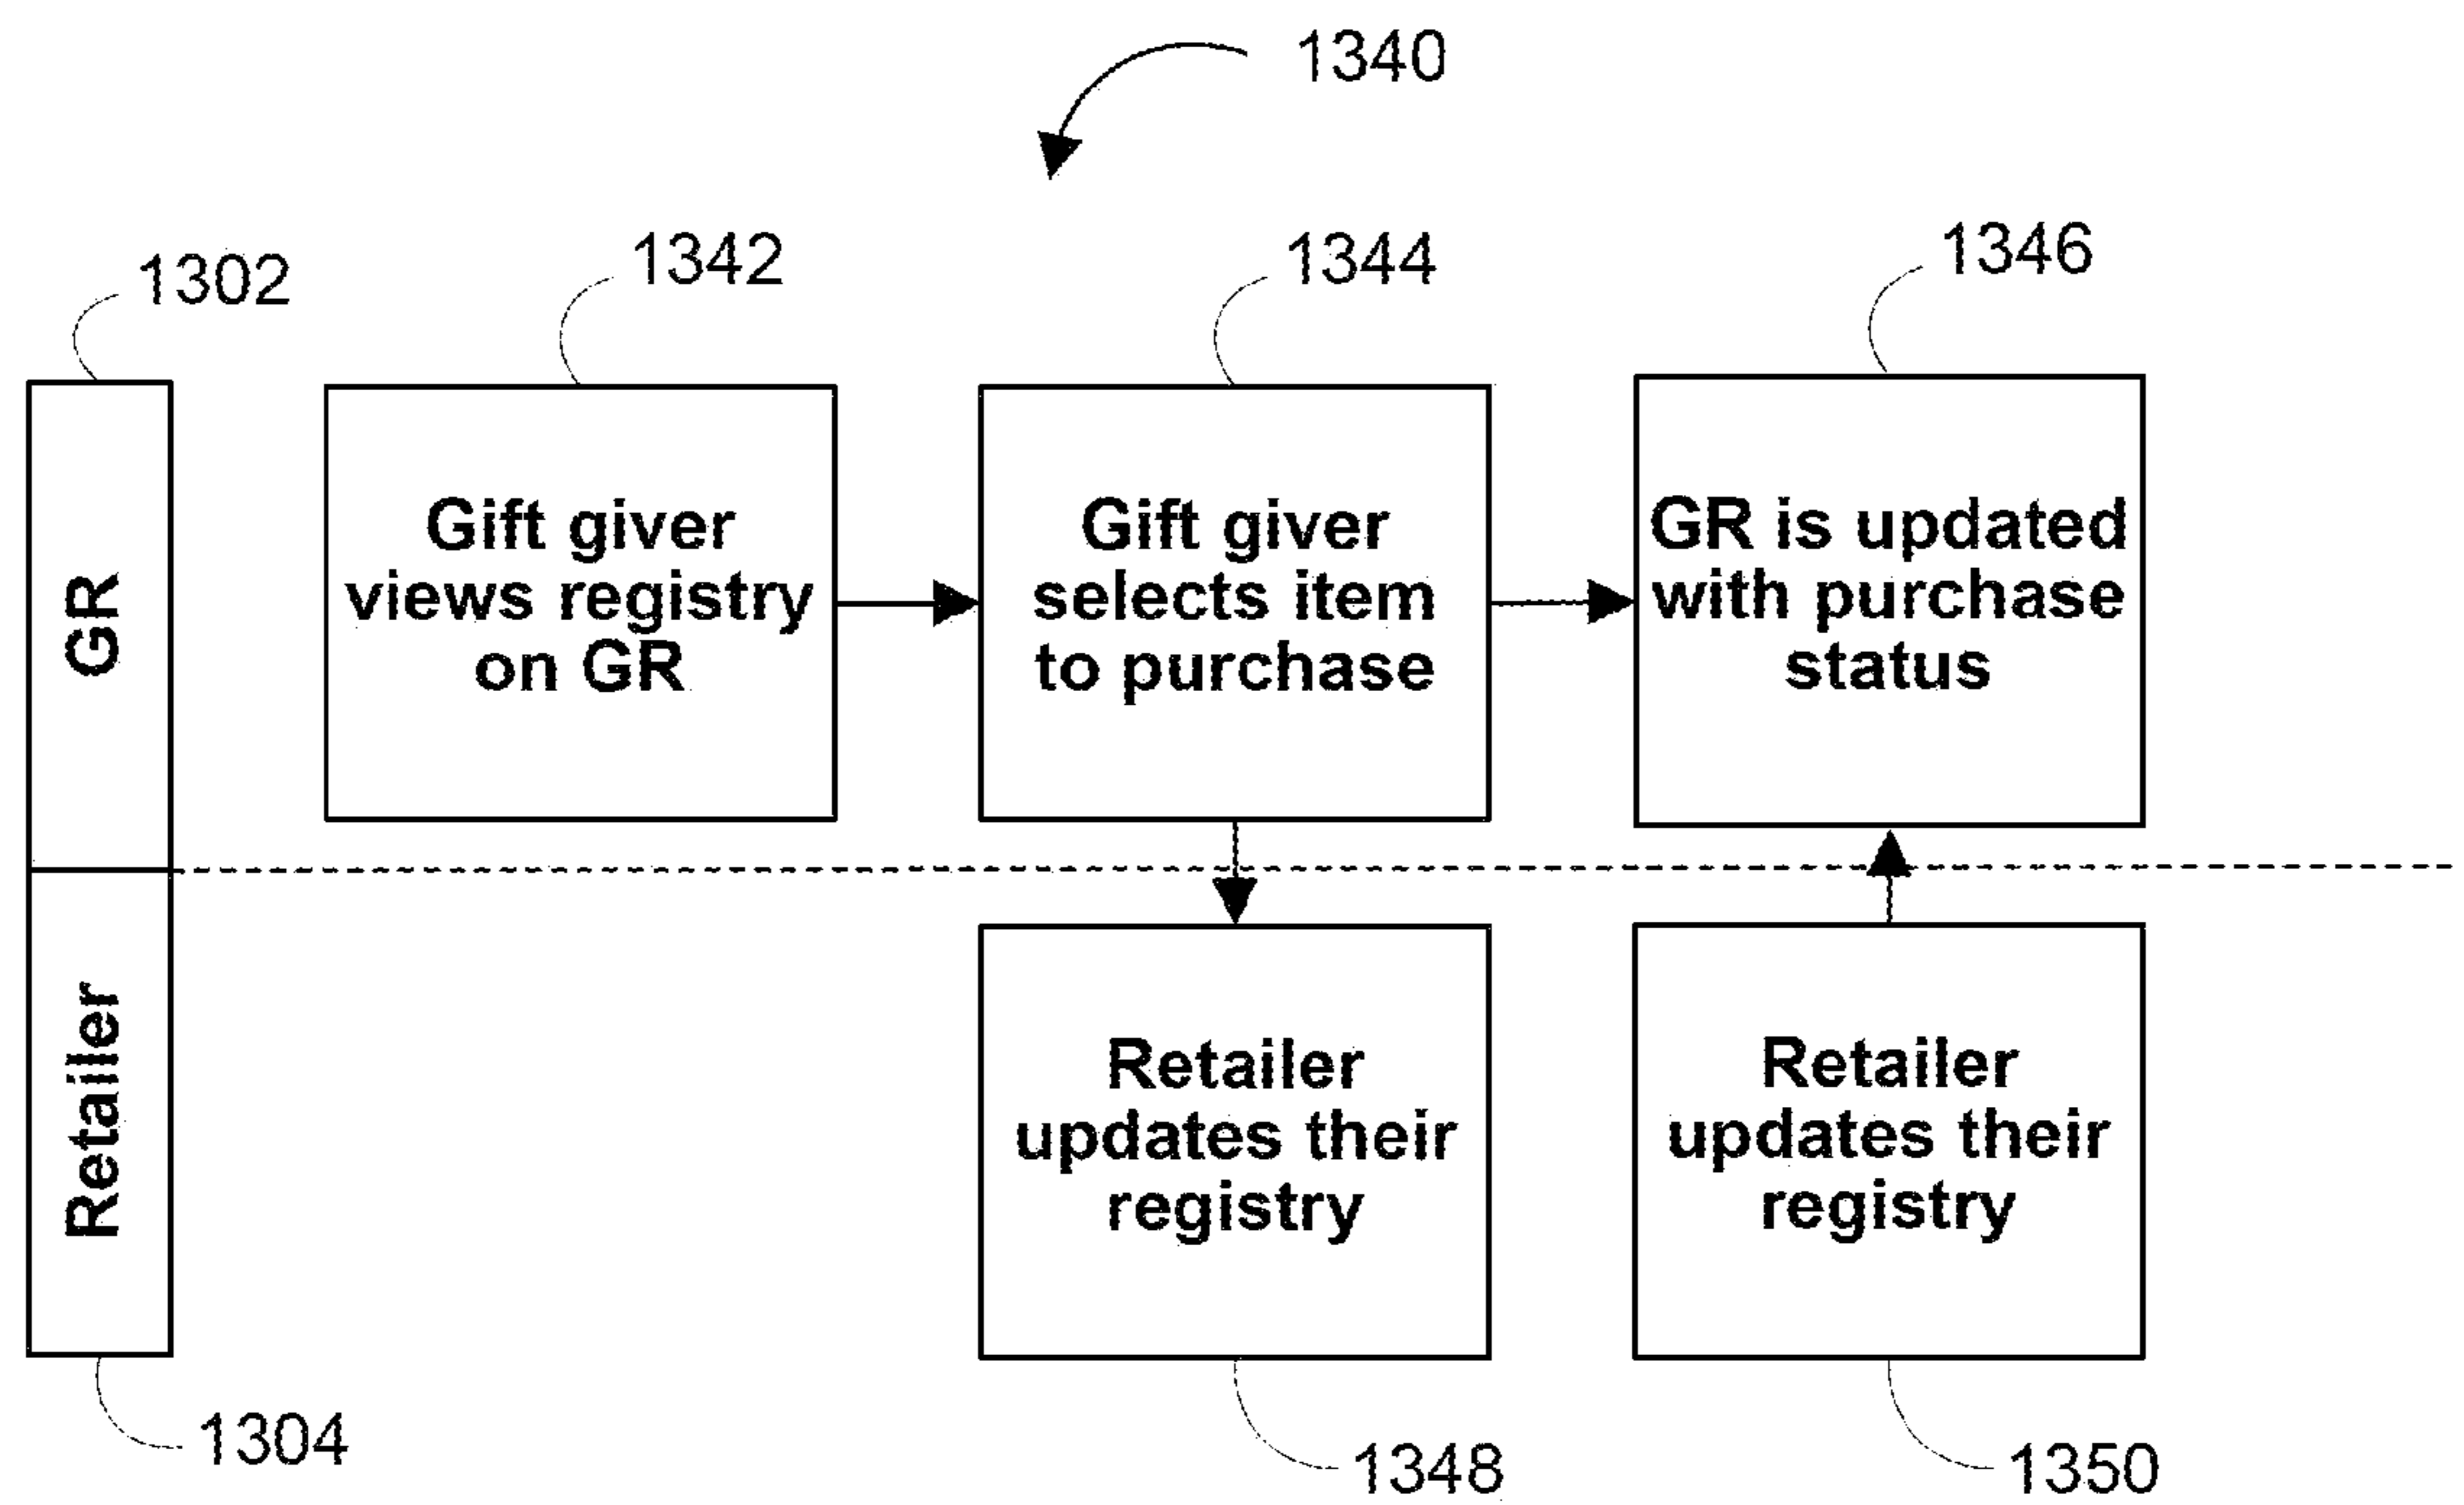 1340
1302
1342
1344
1346
GR
Gift giver
views registry
on GR
Gift giver
selects item
to purchase
GR is updated
with purchase
status
Retailer
Retailer
updates their
registry
Retailer
updates their
registry
1304
1348
1350